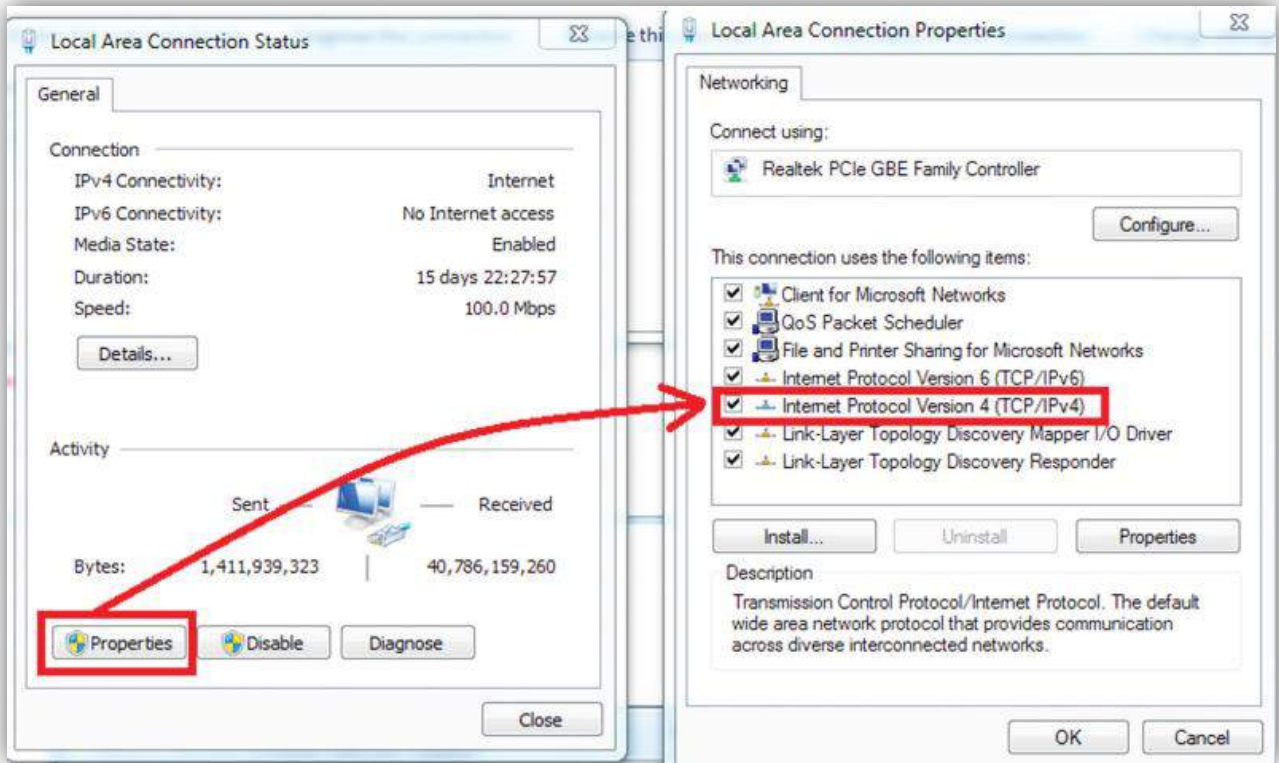 Local Area Connection Status
General
Connection
IPv4 Connectivity: Internet
IPv6 Connectivity: No Internet access
Media State: Enabled
Duration: 15 days 22:27:57
Speed: 100.0 Mbps
Details...
Activity
Sent Received
Bytes: 1,411,939,323 40,786,159,260
Properties Disable Diagnose
Close
e thi
Local Area Connection Properties
Networking
Connect using:
Realtek PCIe GBE Family Controller
Configure...
This connection uses the following items:
Client for Microsoft Networks
QoS Packet Scheduler
File and Printer Sharing for Microsoft Networks
Internet Protocol Version 6 (TCP/IPv6)
Internet Protocol Version 4 (TCP/IPv4)
Link-Layer Topology Discovery Mapper I/O Driver
Link-Layer Topology Discovery Responder
Install... Uninstall Properties
Description
Transmission Control Protocol/Internet Protocol. The default
wide area network protocol that provides communication
across diverse interconnected networks.
OK Cancel